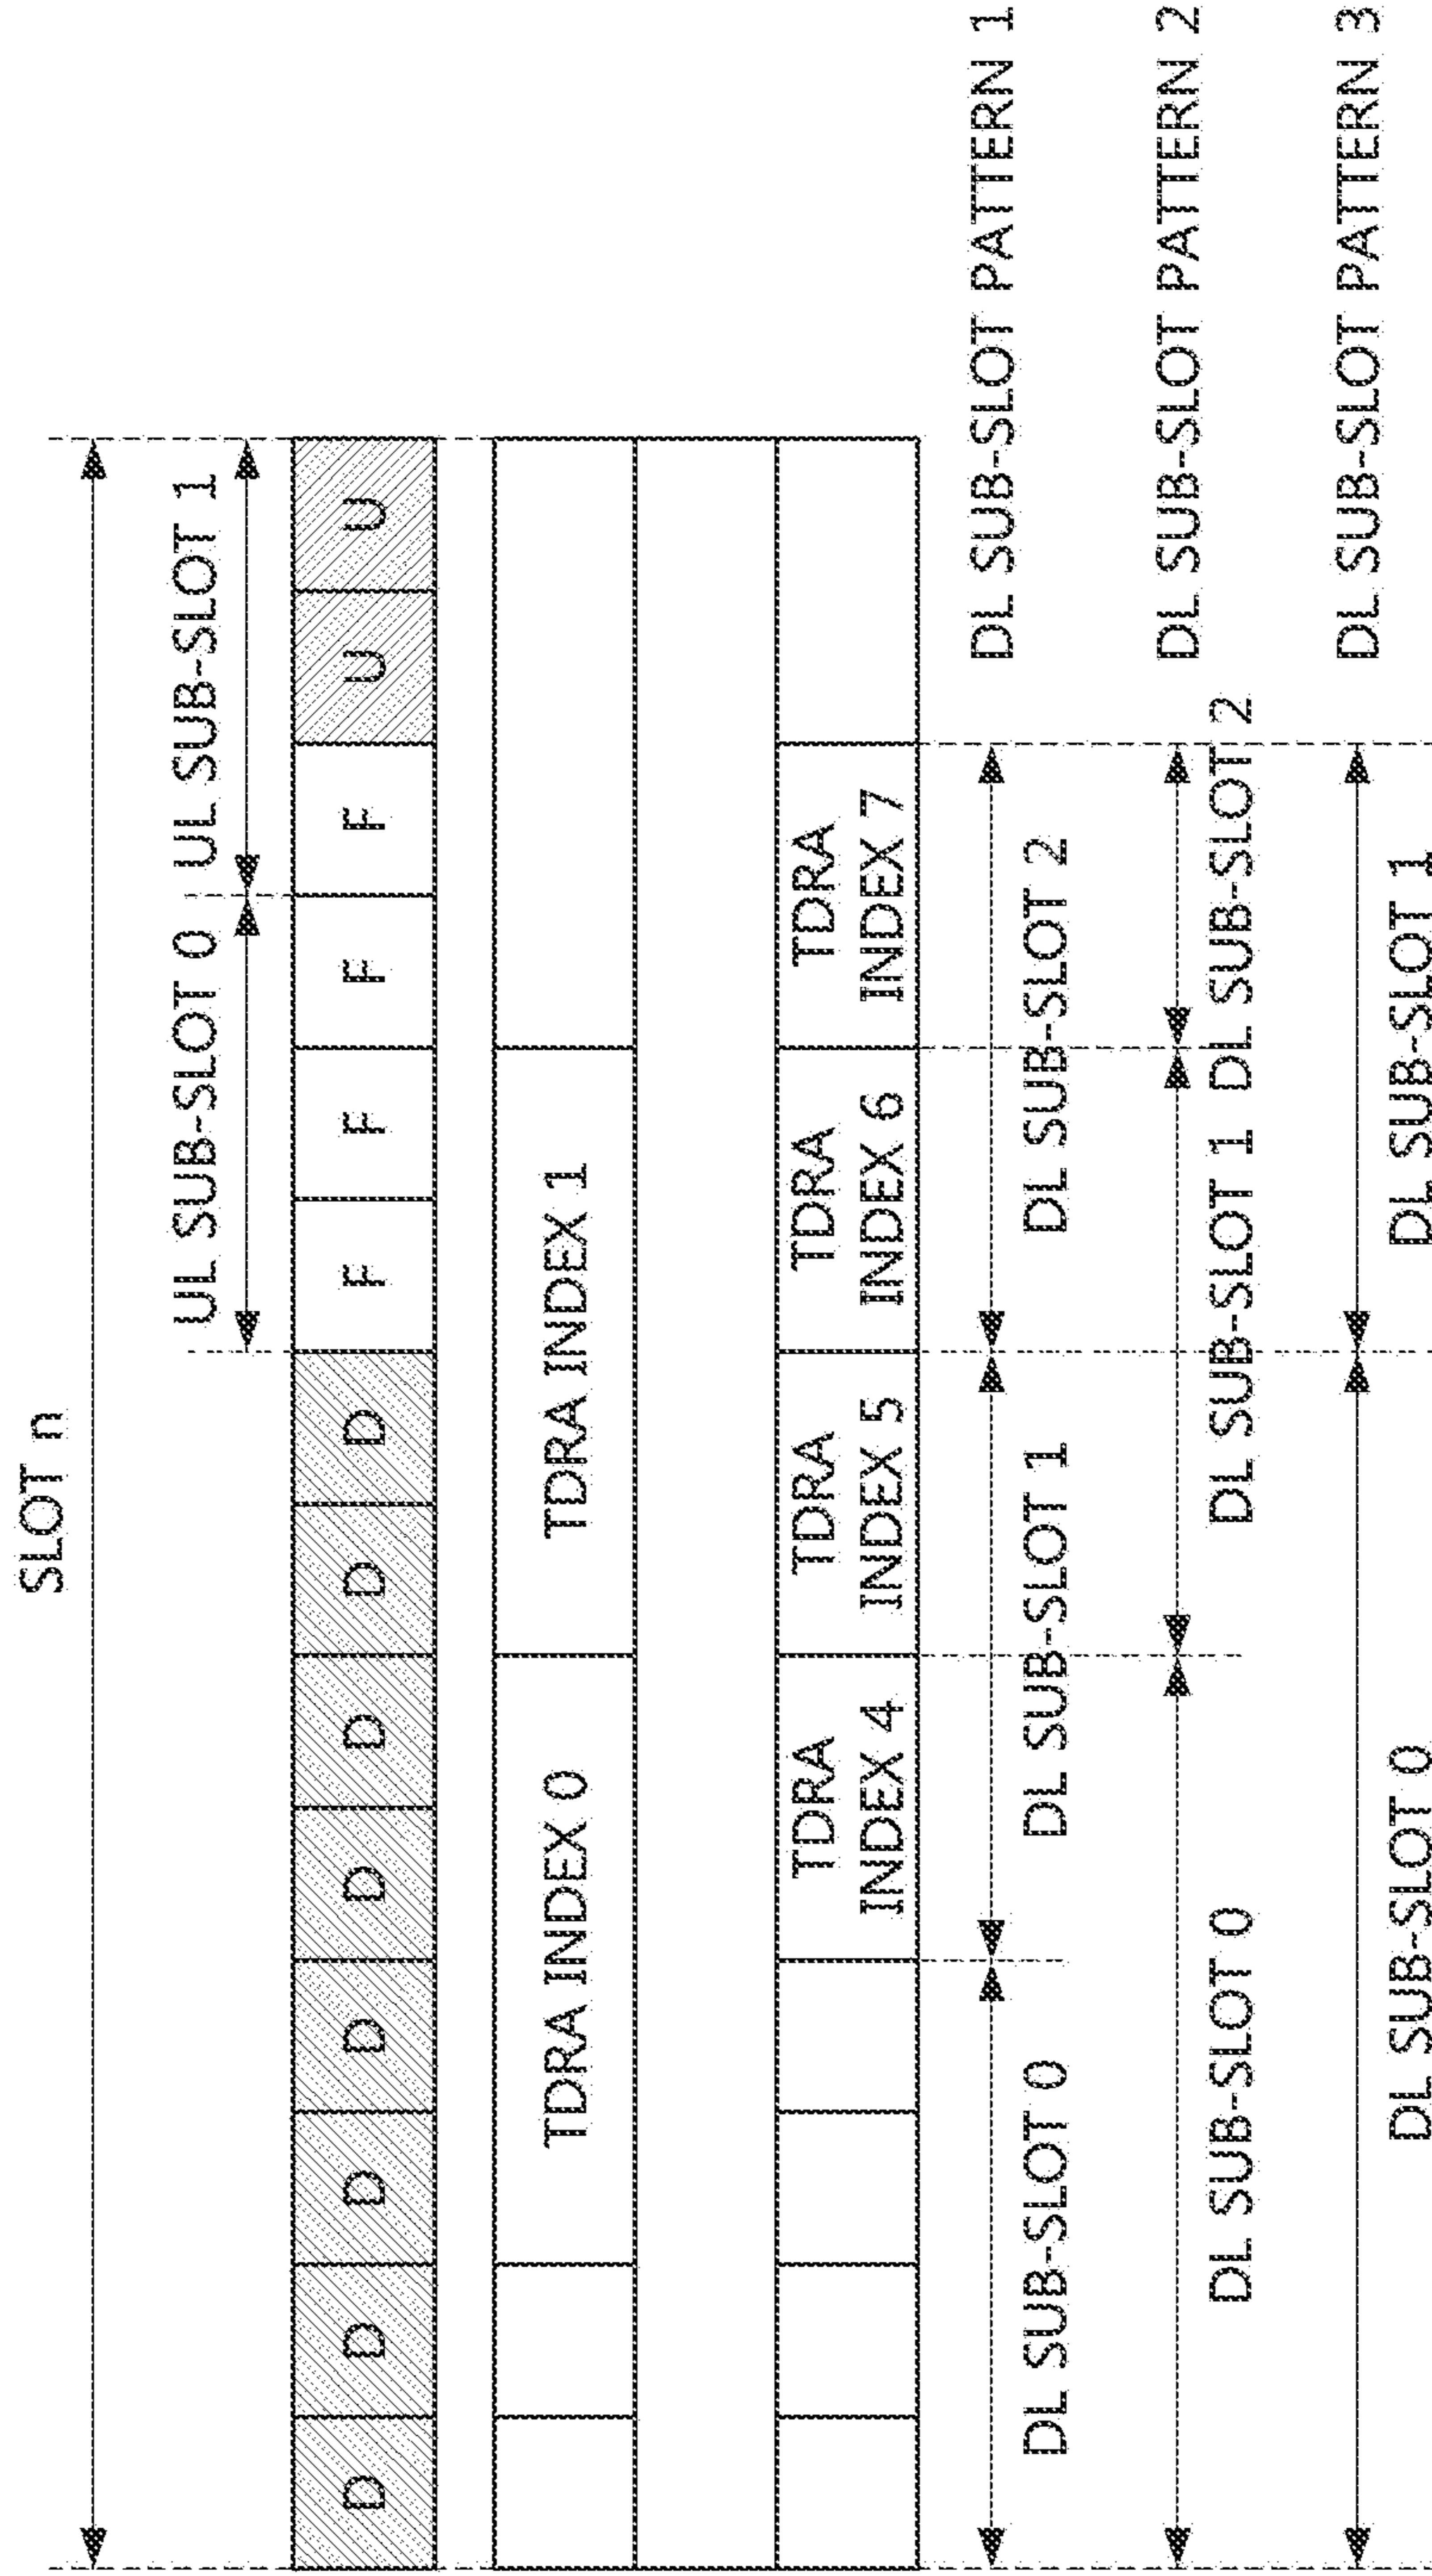 SLOT n
UL SUB-SLOT 0 UL SUB-SLOT 1
D D D D D D D D F F F F U U
TDRA INDEX 0 TDRA INDEX 1
TDRA TDRA TDRA TDRA
INDEX 4 INDEX 5 INDEX 6 INDEX 7
DL SUB-SLOT PATTERN 1
DL SUB-SLOT 0 DL SUB-SLOT 1 DL SUB-SLOT 2
DL SUB-SLOT PATTERN 2
DL SUB-SLOT 0 DL SUB-SLOT 1 DL SUB-SLOT 2
DL SUB-SLOT PATTERN 3
DL SUB-SLOT 0 DL SUB-SLOT 1